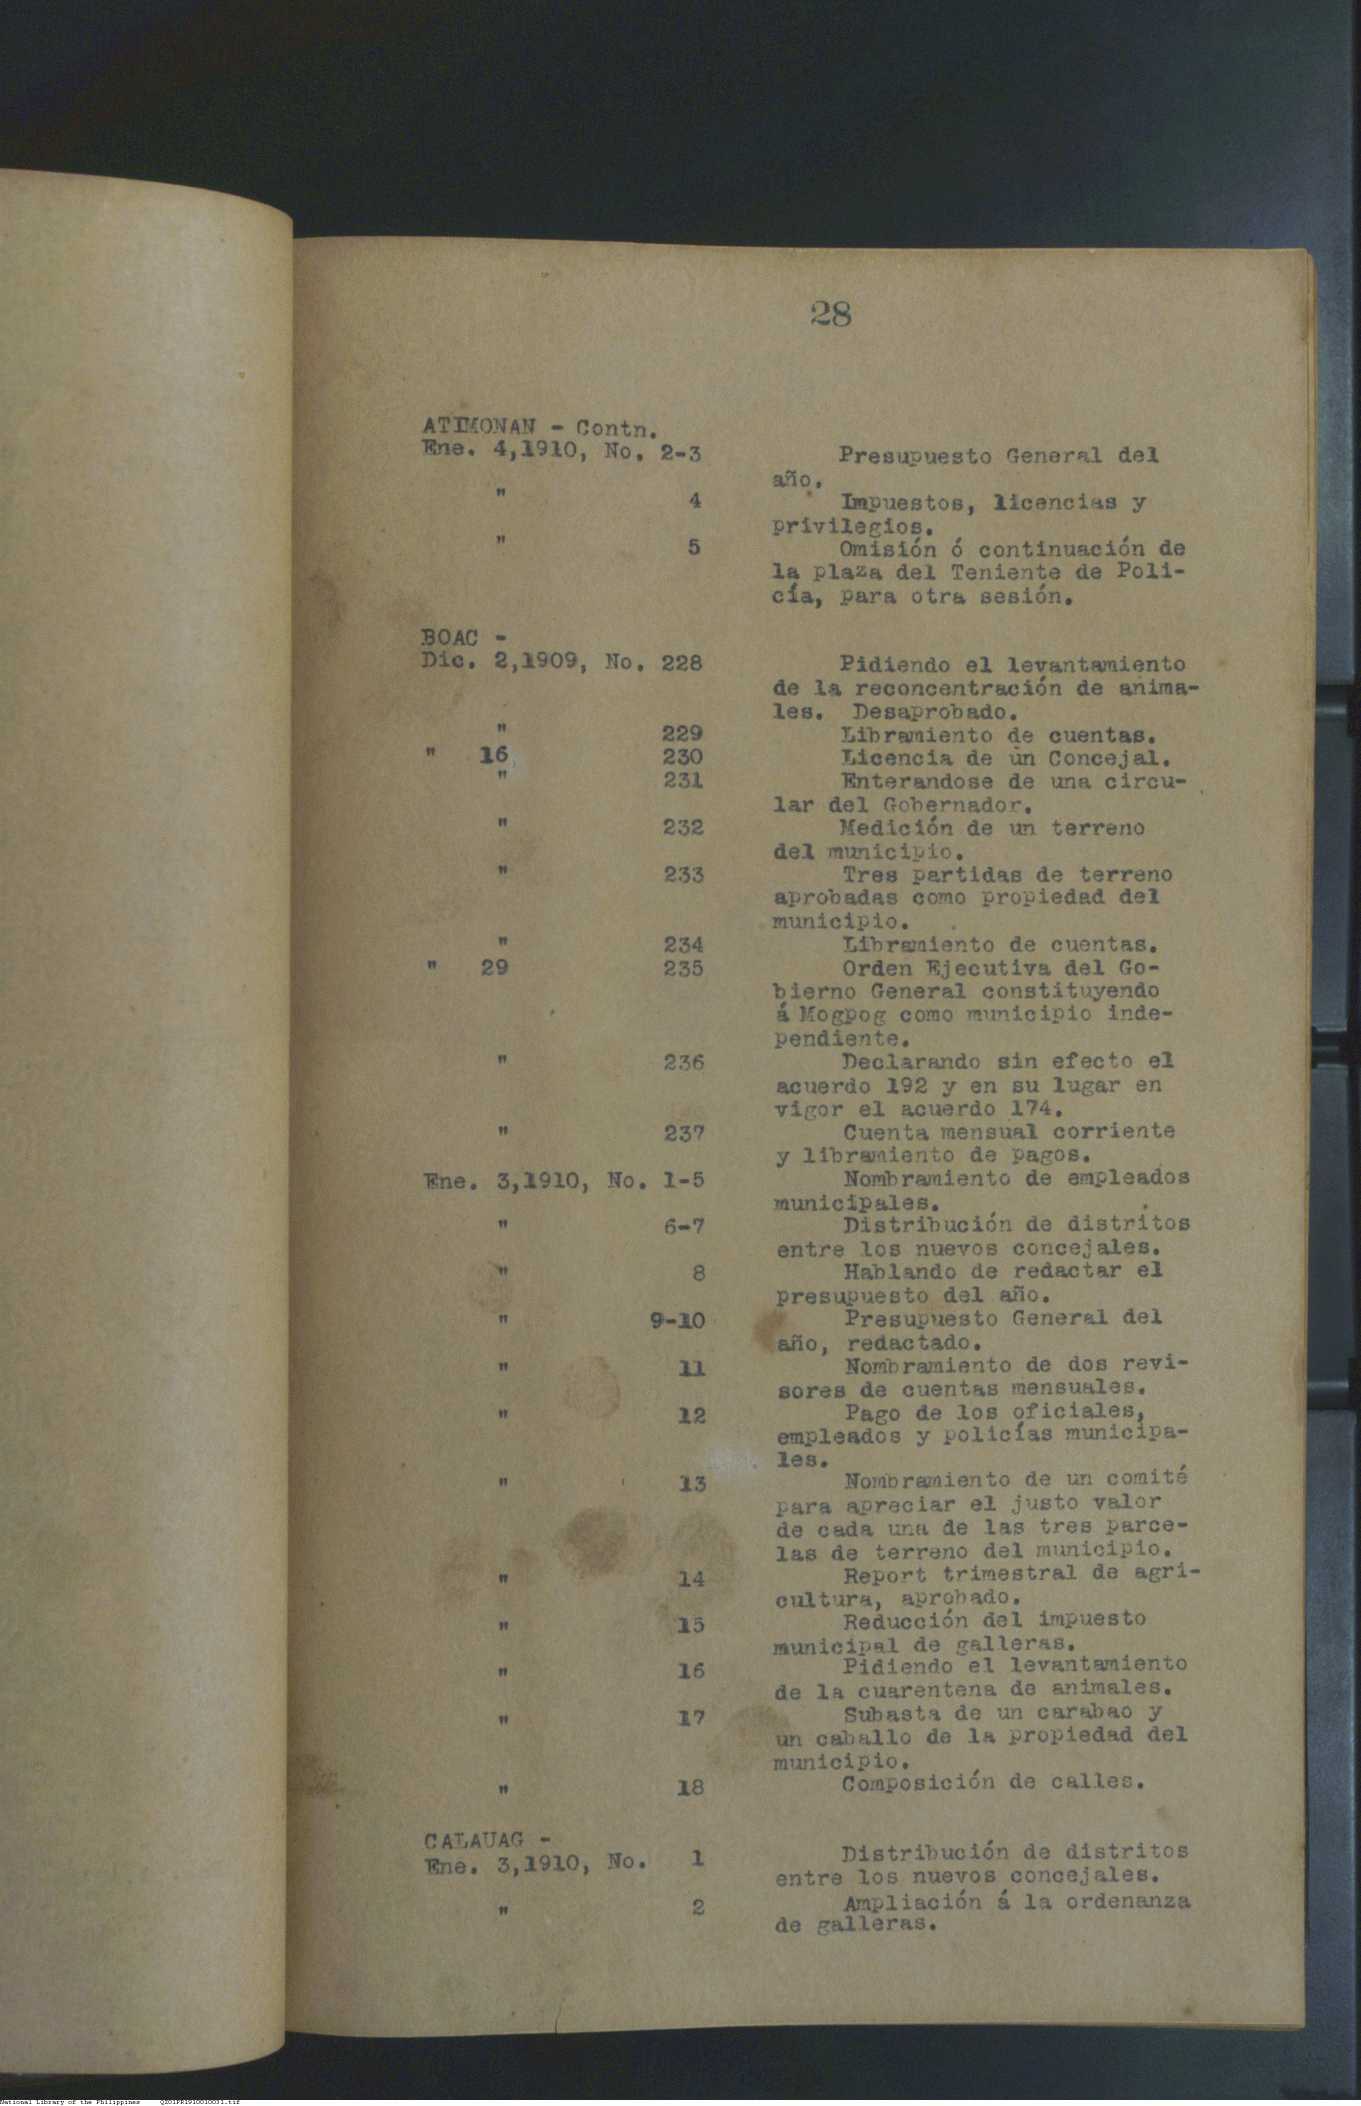 28
ATIMONAN - Contn.
Ene. 4,1910, No. 2-3 Presupuesto General del
año.
" 4 Impuestos, licencias y
privilegios.
" 5 Omisión ó continuación de
la plaza del Teniente de Poli-
cía, para otra sesión.
BOAC -
Dic. 2,1909, No. 228 Pidiendo el levantamiento
de la reconcentración de anima-
les. Desaprobado.
" 229 Libramiento de cuentas.
" 16 230 Licencia de un Concejal.
" 231 Enterandose de una circu-
lar del Gobernador.
" 232 Medición de un terreno
del municipio.
" 233 Tres partidas de terreno
aprobadas como propiedad del
municipio.
" 234 Libramiento de cuentas.
" 29 235 Orden Ejecutiva del Go-
bierno General constituyendo
á Mogpog como municipio inde-
pendiente.
" 236 Declarando sin efecto el
acuerdo 192 y en su lugar en
vigor el acuerdo 174.
" 237 Cuenta mensual corriente
y libramiento de pagos.
Ene. 3,1910, No. 1-5 Nombramiento de empleados
municipales.
" 6-7 Distribución de distritos
entre los nuevos concejales.
" 8 Hablando de redactar el
presupuesto del año.
" 9-10 Presupuesto General del
año, redactado.
" 11 Nombramiento de dos revi-
sores de cuentas mensuales.
" 12 Pago de los oficiales,
empleados y policías municipa-
les.
" 13 Nombramiento de un comité
para apreciar el justo valor
de cada una de las tres parce-
las de terreno del municipio.
" 14 Report trimestral de agri-
cultura, aprobado.
" 15 Reducción del impuesto
municipal de galleras.
" 16 Pidiendo el levantamiento
de la cuarentena de animales.
" 17 Subasta de un carabao y
un caballo de la propiedad del
municipio.
" 18 Composición de calles.
CALAUAG -
Ene. 3,1910, No. 1 Distribución de distritos
entre los nuevos concejales.
" 2 Ampliación á la ordenanza
de galleras.
National Library of the Philippines